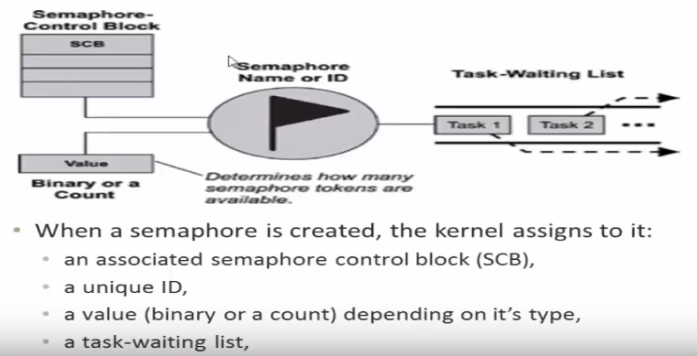 Semaphore-
Control Block
SCB
Semaphore
Name or ID
Task-Waiting List
Task 1
Task 2
Value
Binary or a
Count
Determines how many
semaphore tokens are
available.
• When a semaphore is created, the kernel assigns to it:
• an associated semaphore control block (SCB),
• a unique ID,
• a value (binary or a count) depending on it's type,
• a task-waiting list,